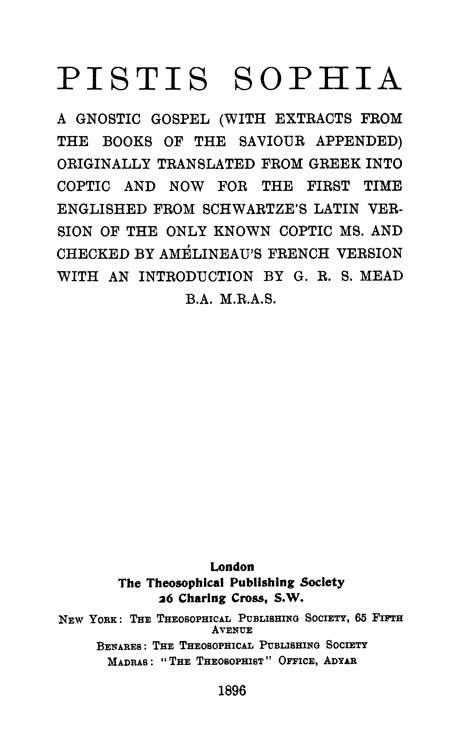 PISTIS SOPHIA
A GNOSTIC GOSPEL (WITH EXTRACTS FROM
THE BOOKS OF THE SAVIOUR APPENDED)
ORIGINALLY TRANSLATED FROM GREEK INTO
COPTIC AND NOW FOR THE FIRST TIME
ENGLISHED FROM SCHWARTZE'S LATIN VER-
SION OF THE ONLY KNOWN COPTIC MS. AND
CHECKED BY AMÉLINEAU'S FRENCH VERSION
WITH AN INTRODUCTION BY G. R. S. MEAD
B.A. M.R.A.S.
London
The Theosophical Publishing Society
26 Charing Cross, S.W.
NEW YORK: THE THEOSOPHICAL PUBLISHING SOCIETY, 65 FIFTH
AVENUE
BENARES: THE THEOSOPHICAL PUBLISHING SOCIETY
MADRAS: "THE THEOSOPHIST" OFFICE, ADYAR
1896